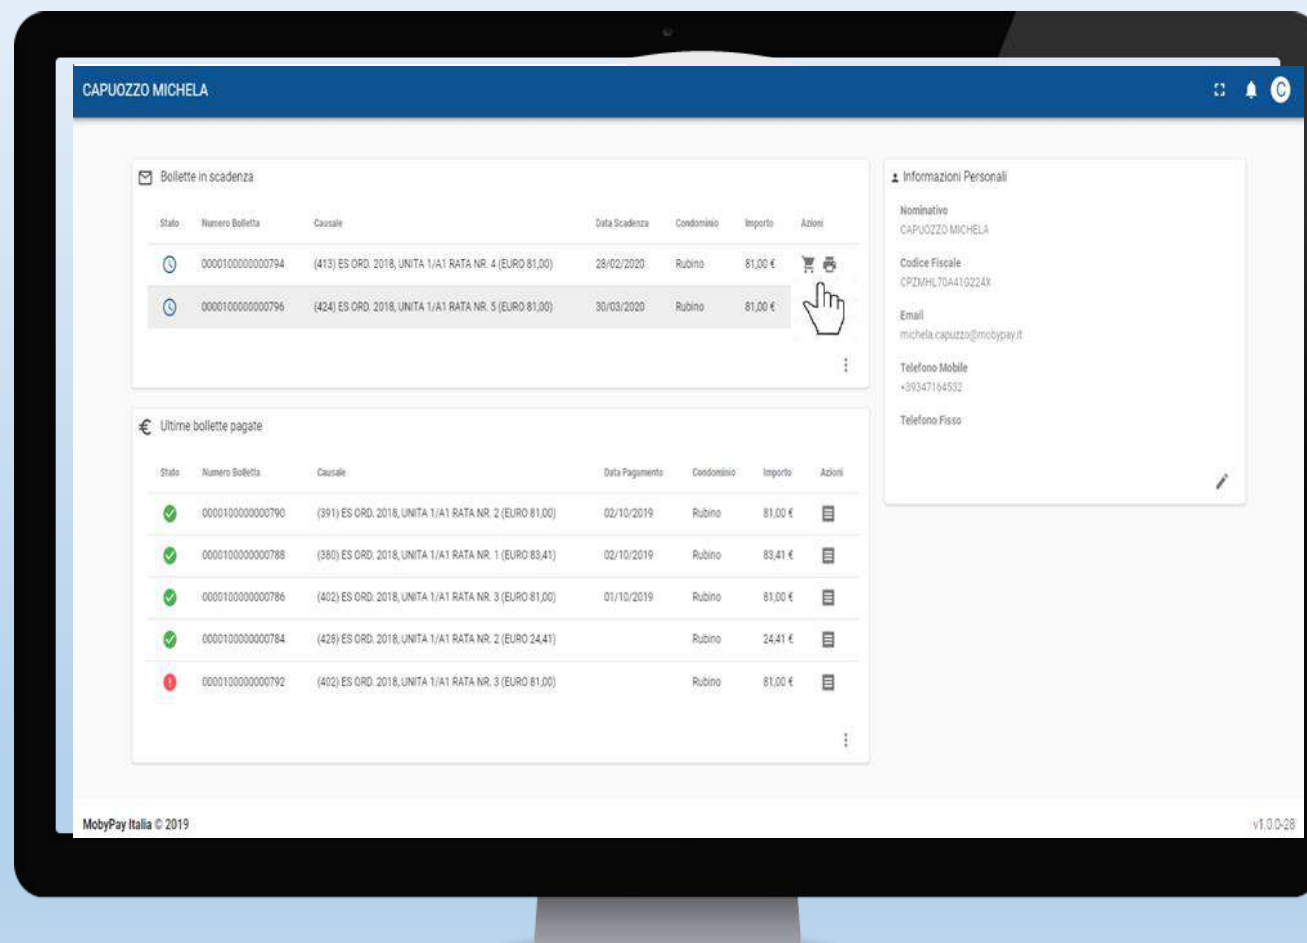 CAPUOZZO MICHELA
C
Bollette in scadenza
Stato Numero Bolletta Causale Data Scadenza Condominio Importo Azioni
0000100000000794 (413) ES ORD. 2018, UNITA 1/A1 RATA NR. 4 (EURO 81,00) 28/02/2020 Rubino 81,00 €
0000100000000796 (424) ES ORD. 2018, UNITA 1/A1 RATA NR. 5 (EURO 81,00) 30/03/2020 Rubino 81,00 €
Ultime bollette pagate
Stato Numero Bolletta Causale Data Pagamento Condominio Importo Azioni
0000100000000790 (391) ES ORD. 2018, UNITA 1/A1 RATA NR. 2 (EURO 81,00) 02/10/2019 Rubino 81,00 €
0000100000000788 (380) ES ORD. 2018, UNITA 1/A1 RATA NR. 1 (EURO 83,41) 02/10/2019 Rubino 83,41 €
0000100000000786 (402) ES ORD. 2018, UNITA 1/A1 RATA NR. 3 (EURO 81,00) 01/10/2019 Rubino 81,00 €
0000100000000784 (428) ES ORD. 2018, UNITA 1/A1 RATA NR. 2 (EURO 24,41) Rubino 24,41 €
0000100000000792 (402) ES ORD. 2018, UNITA 1/A1 RATA NR. 3 (EURO 81,00) Rubino 81,00 €
Informazioni Personali
Nominativo
CAPUOZZO MICHELA
Codice Fiscale
CPZMHL70A41G224X
Email
michela.capuzzo@mobypay.it
Telefono Mobile
+39347164532
Telefono Fisso
MobyPay Italia © 2019
v1.0.0-28